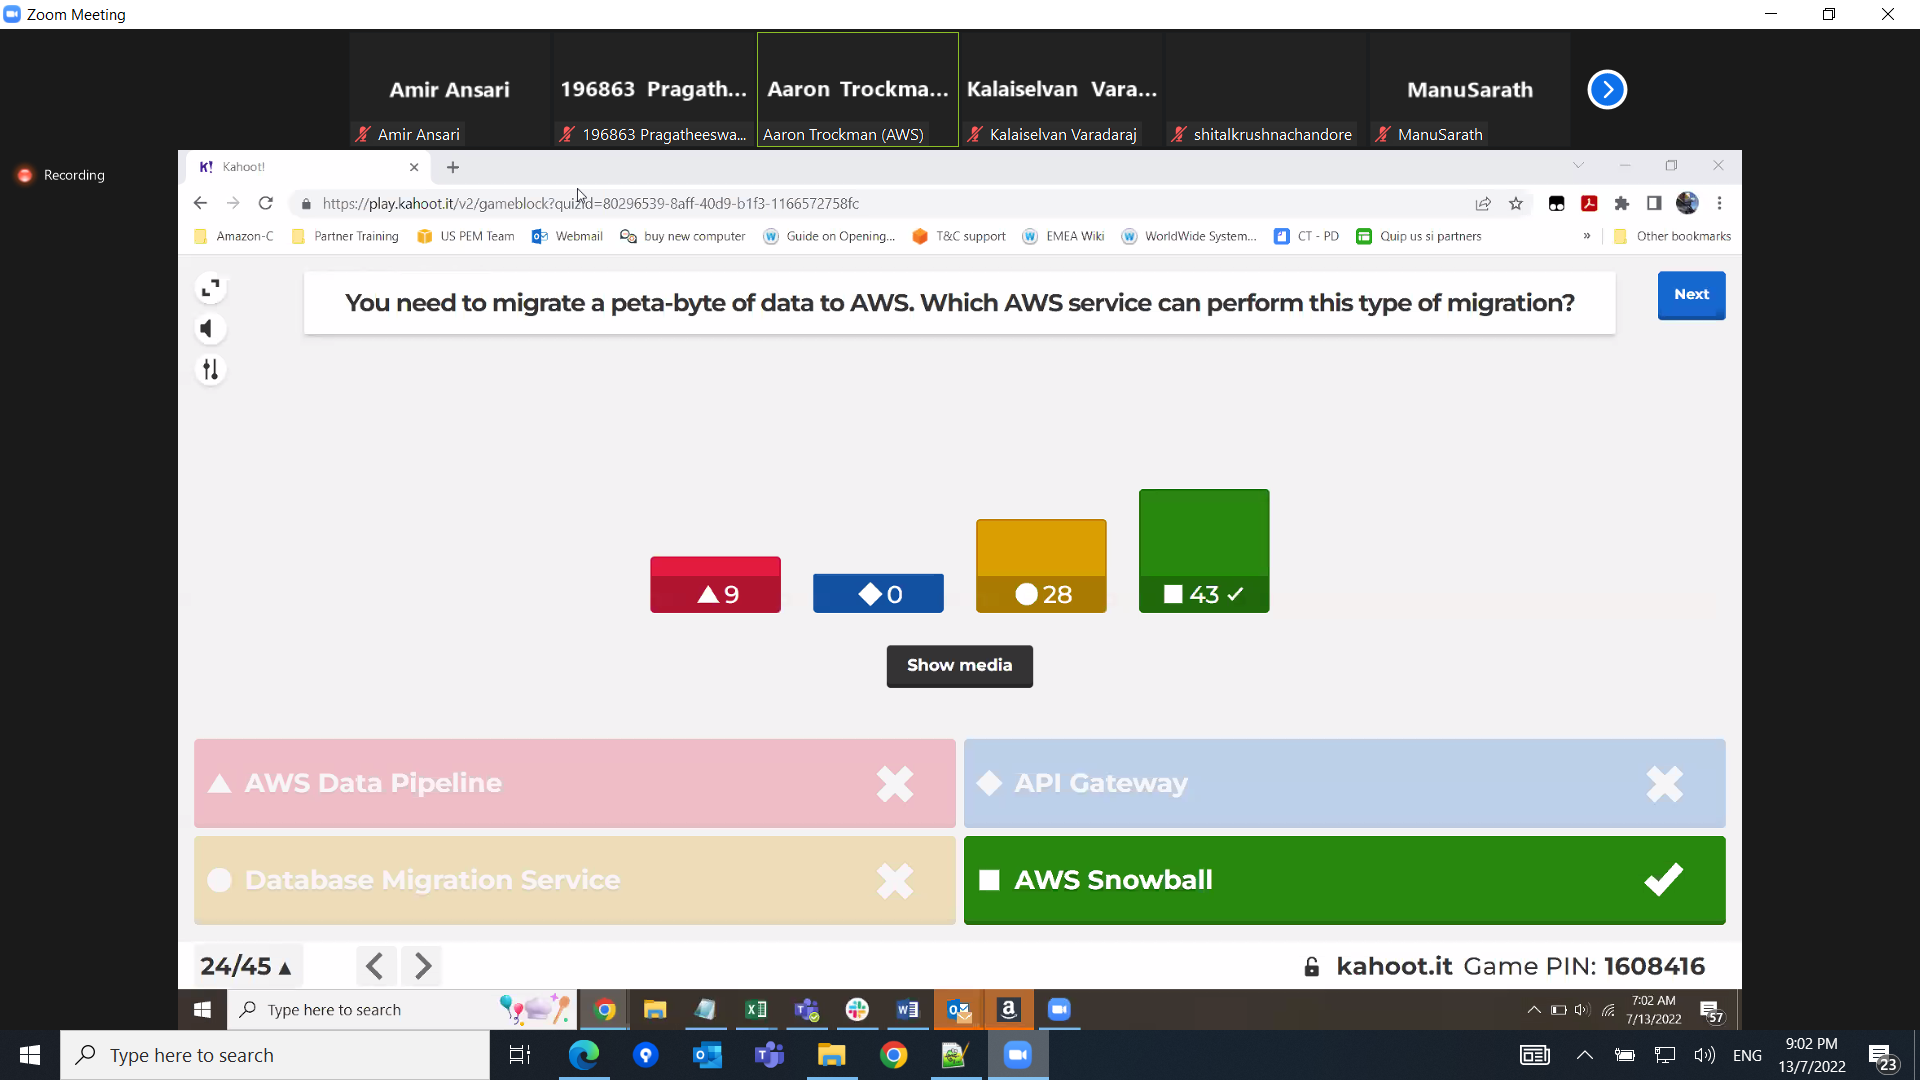 Zoom Meeting
Amir Ansari
196863 Pragath...
Aaron Trockma...
Kalaiselvan Vara...
ManuSarath
Amir Ansari
196863 Pragatheeswa...
Aaron Trockman (AWS)
Kalaiselvan Varadaraj
shitalkrushnachandore
ManuSarath
Recording
K! Kahoot!
https://play.kahoot.it/v2/gameblock?quizId=80296539-8aff-40d9-b1f3-1166572758fc
Amazon-C
Partner Training
US PEM Team
Webmail
buy new computer
Guide on Opening...
T&C support
EMEA Wiki
WorldWide System...
CT - PD
Quip us si partners
»
Other bookmarks
You need to migrate a peta-byte of data to AWS. Which AWS service can perform this type of migration?
Next
9
0
28
43
Show media
AWS Data Pipeline
API Gateway
Database Migration Service
AWS Snowball
24/45
kahoot.it Game PIN: 1608416
Type here to search
7:02 AM
7/13/2022
57
Type here to search
ENG
9:02 PM
13/7/2022
23